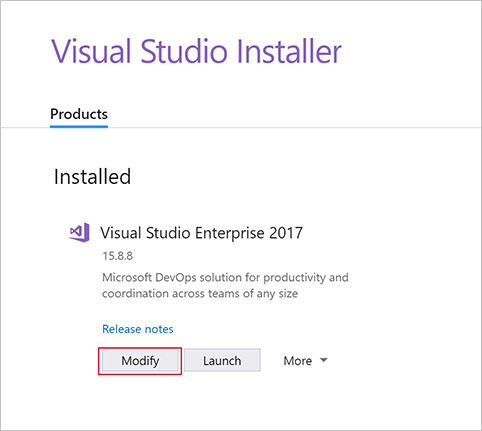 Visual Studio Installer
Products
Installed
Visual Studio Enterprise 2017
15.8.8
Microsoft DevOps solution for productivity and
coordination across teams of any size
Release notes
Modify Launch More